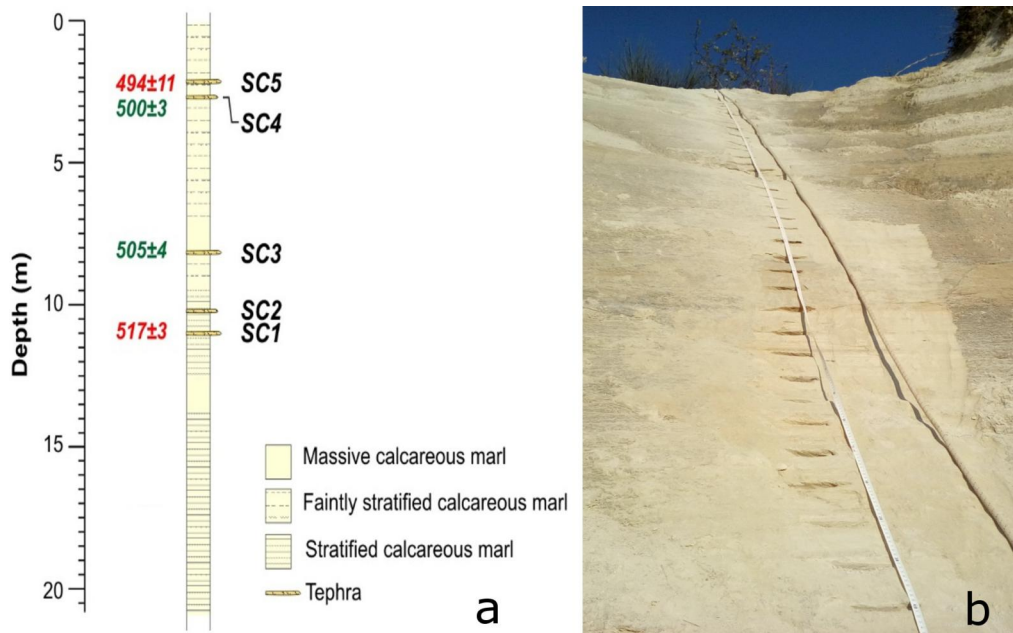 0
494±11
SC5
500±3
SC4
5
505±4
SC3
10
SC2
517±3
SC1
Depth (m)
15
Massive calcareous marl
Faintly stratified calcareous marl
Stratified calcareous marl
20
Tephra
a
b